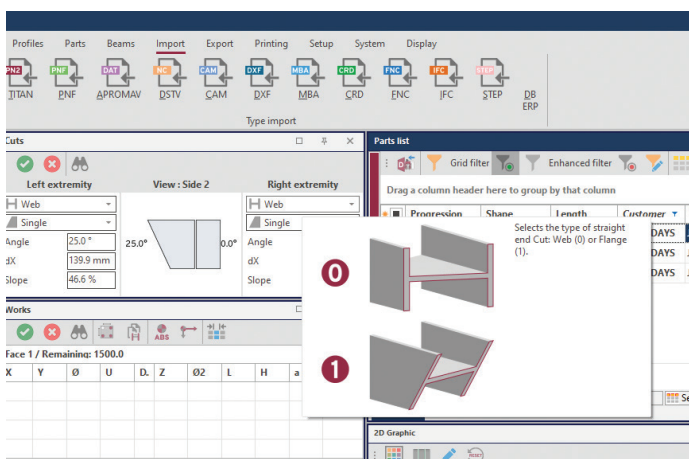 Profiles Parts Beams Import Export Printing Setup System Display
PN2 PNF DAT NC CAM DXF MBA CRD FNC IFC STEP
TITAN PNF APROMAV DSTV CAM DXF MBA CRD FNC IFC STEP DB
ERP
Type import
Cuts
Left extremity View : Side 2 Right extremity
Web Web
Single Single
Angle 25.0 ° 25.0° 0.0° Angle
dX 139.9 mm dX
Slope 46.6 % Slope
Works
ABS
Face 1 / Remaining: 1500.0
X Y Ø U D. Z Ø2 L H a
Parts list
Grid filter Enhanced filter
Drag a column header here to group by that column
Progression Shape Length Customer
DAYS
DAYS
DAYS
Selects the type of straight
end Cut: Web (0) or Flange
(1).
0
1
2D Graphic
RESET